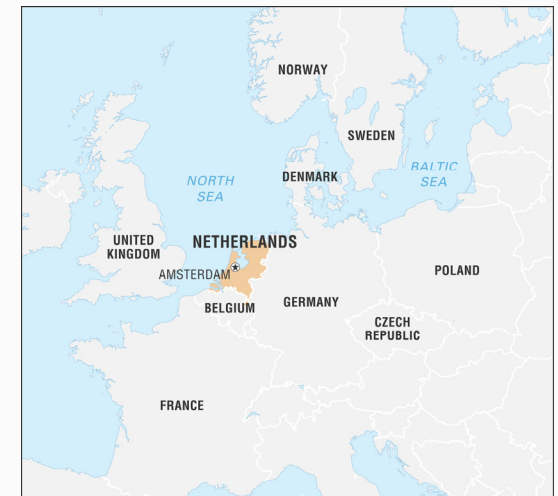 NORWAY
SWEDEN
BALTIC
SEA
DENMARK
NORTH
SEA
UNITED
KINGDOM
NETHERLANDS
AMSTERDAM
POLAND
GERMANY
BELGIUM
CZECH
REPUBLIC
FRANCE